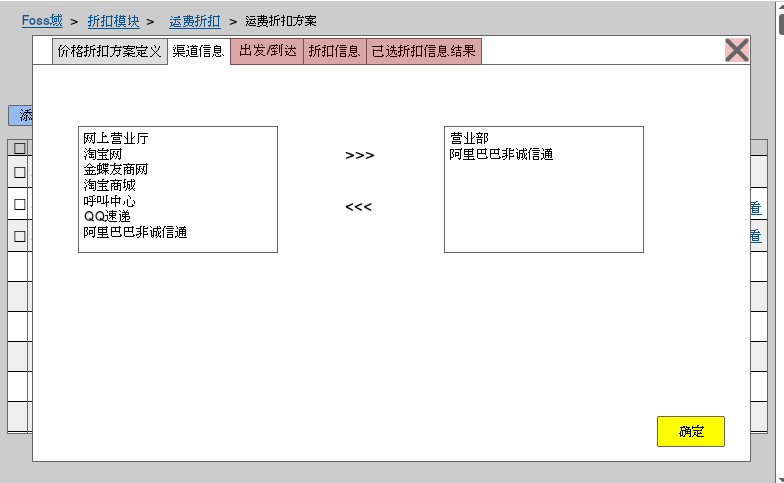 Foss域 > 折扣模块 > 运费折扣 > 运费折扣方案
价格折扣方案定义 渠道信息 出发/到达 折扣信息 已选折扣信息结果
添
网上营业厅
淘宝网
金蝶友商网
淘宝商城
呼叫中心
QQ速递
阿里巴巴非诚信通
>>>
<<<
营业部
阿里巴巴非诚信通
看
看
确定